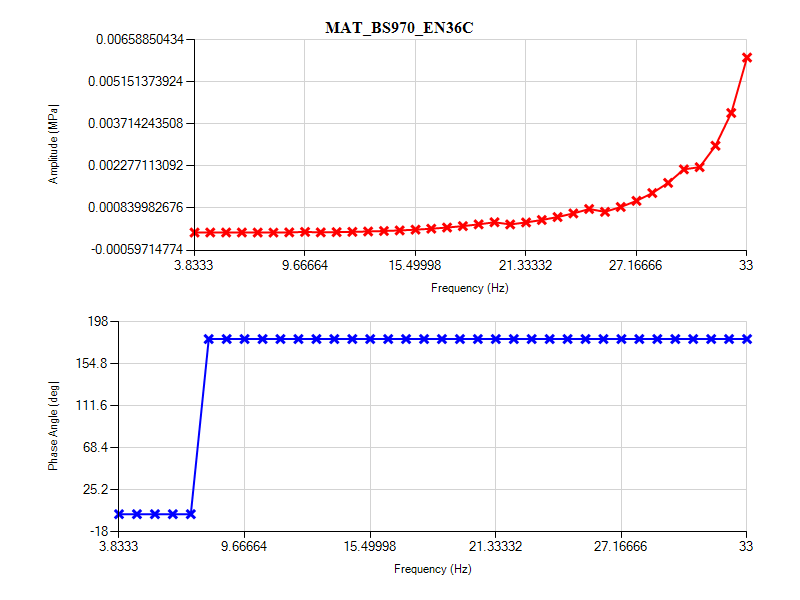 MAT_BS970_EN36C
0.00658850434
0.005151373924
0.003714243508
0.002277113092
0.000839982676
-0.00059714774
Amplitude (MPa)
3.8333 9.66664 15.49998 21.33332 27.16666 33
Frequency (Hz)
198
154.8
111.6
68.4
25.2
-18
Phase Angle (deg)
3.8333 9.66664 15.49998 21.33332 27.16666 33
Frequency (Hz)